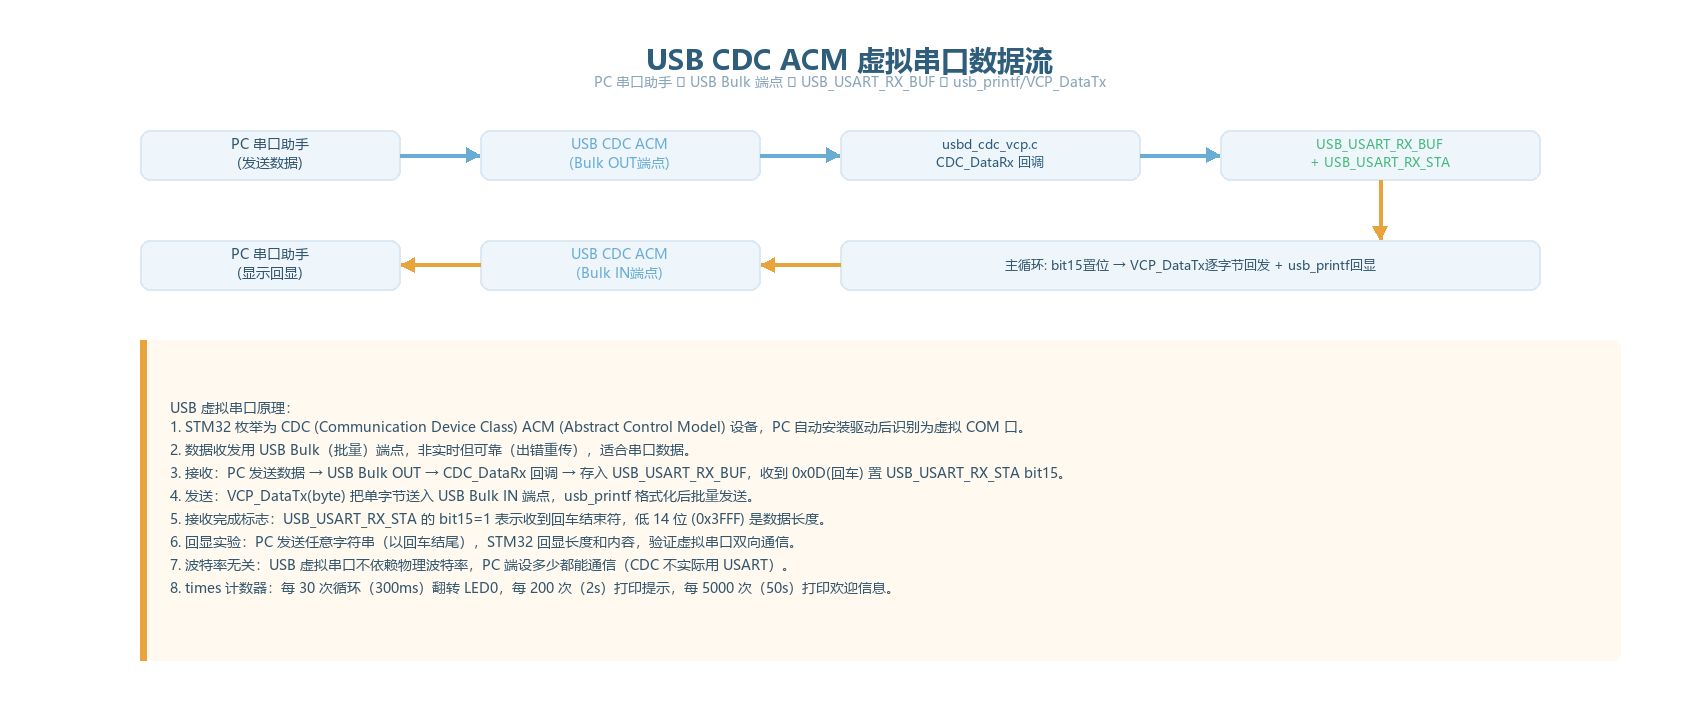 USB CDC ACM 虚拟串口数据流
PC 串口助手 □ USB Bulk 端点 □ USB_USART_RX_BUF □ usb_printf/VCP_DataTx
PC 串口助手
(发送数据)
USB CDC ACM
(Bulk OUT端点)
usbd_cdc_vcp.c
CDC_DataRx 回调
USB_USART_RX_BUF
+ USB_USART_RX_STA
PC 串口助手
(显示回显)
USB CDC ACM
(Bulk IN端点)
主循环: bit15置位 → VCP_DataTx逐字节回发 + usb_printf回显
USB 虚拟串口原理：
1. STM32 枚举为 CDC (Communication Device Class) ACM (Abstract Control Model) 设备，PC 自动安装驱动后识别为虚拟 COM 口。
2. 数据收发用 USB Bulk（批量）端点，非实时但可靠（出错重传），适合串口数据。
3. 接收：PC 发送数据 → USB Bulk OUT → CDC_DataRx 回调 → 存入 USB_USART_RX_BUF，收到 0x0D(回车) 置 USB_USART_RX_STA bit15。
4. 发送：VCP_DataTx(byte) 把单字节送入 USB Bulk IN 端点，usb_printf 格式化后批量发送。
5. 接收完成标志：USB_USART_RX_STA 的 bit15=1 表示收到回车结束符，低 14 位 (0x3FFF) 是数据长度。
6. 回显实验：PC 发送任意字符串（以回车结尾），STM32 回显长度和内容，验证虚拟串口双向通信。
7. 波特率无关：USB 虚拟串口不依赖物理波特率，PC 端设多少都能通信（CDC 不实际用 USART）。
8. times 计数器：每 30 次循环（300ms）翻转 LED0，每 200 次（2s）打印提示，每 5000 次（50s）打印欢迎信息。